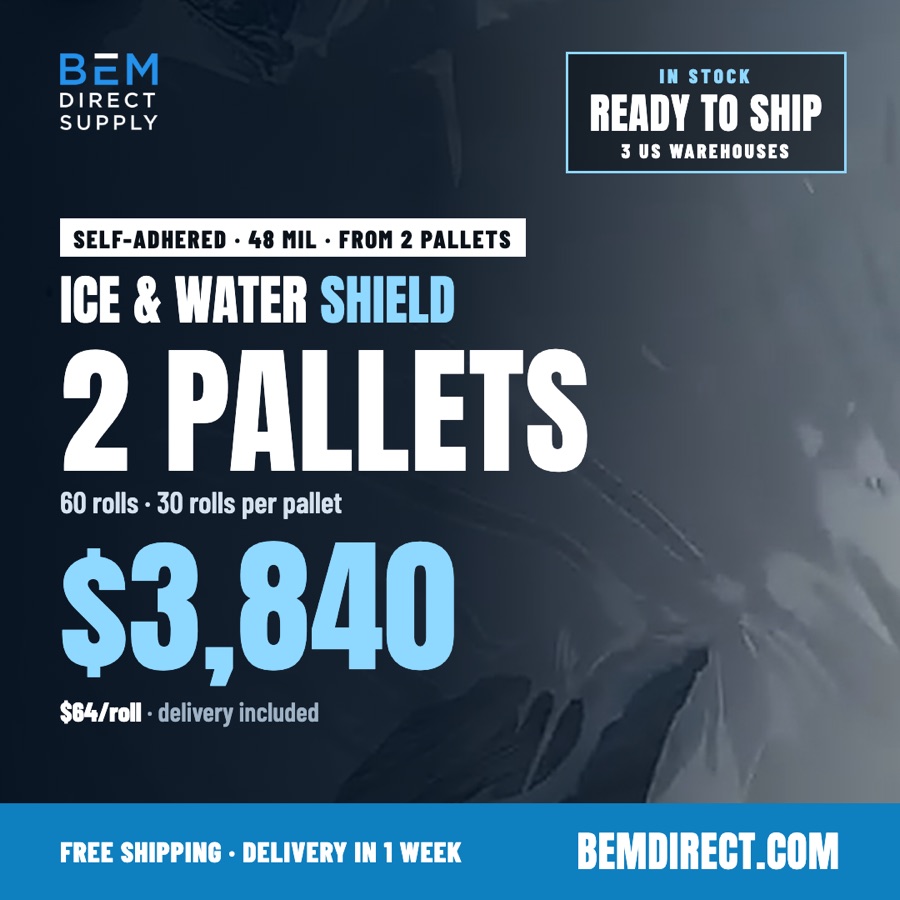 BEM
DIRECT
SUPPLY
IN STOCK
READY TO SHIP
3 US WAREHOUSES
SELF-ADHERED · 48 MIL · FROM 2 PALLETS
ICE & WATER SHIELD
2 PALLETS
60 rolls · 30 rolls per pallet
$3,840
$64/roll · delivery included
FREE SHIPPING · DELIVERY IN 1 WEEK
BEMDIRECT.COM